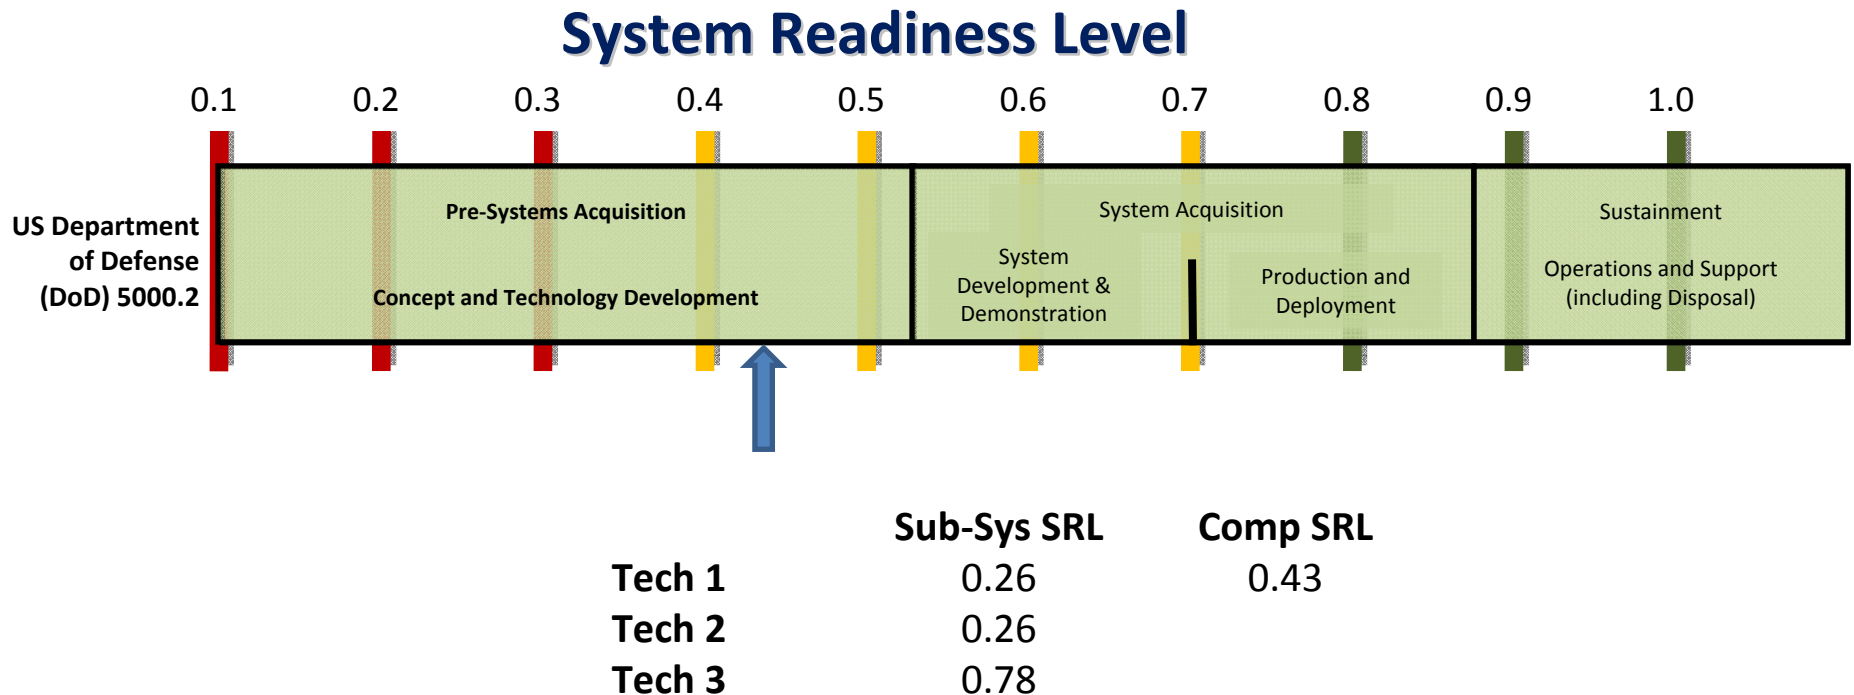 System Readiness Level
0.1 0.2 0.3 0.4 0.5 0.6 0.7 0.8 0.9 1.0
US Department
of Defense
(DoD) 5000.2
Pre-Systems Acquisition
Concept and Technology Development
System Acquisition
System
Development &
Demonstration
Production and
Deployment
Sustainment
Operations and Support
(including Disposal)
Sub-Sys SRL Comp SRL
Tech 1 0.26 0.43
Tech 2 0.26
Tech 3 0.78